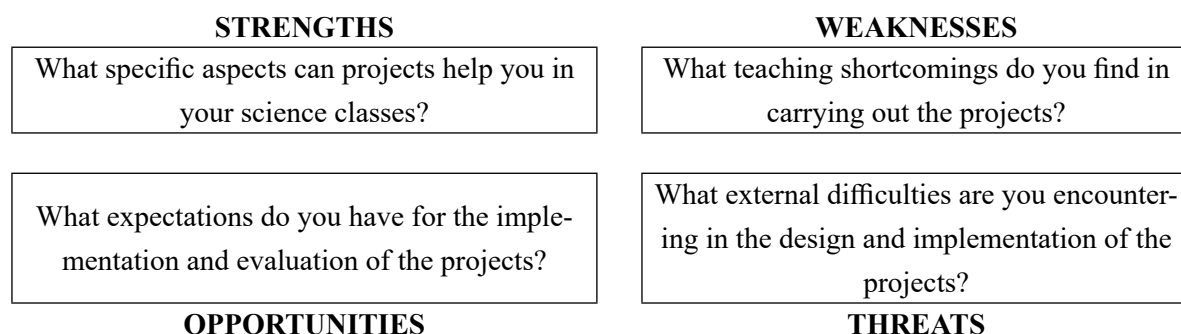 STRENGTHS
What specific aspects can projects help you in
your science classes?
WEAKNESSES
What teaching shortcomings do you find in
carrying out the projects?
What expectations do you have for the imple-
mentation and evaluation of the projects?
OPPORTUNITIES
What external difficulties are you encounter-
ing in the design and implementation of the
projects?
THREATS